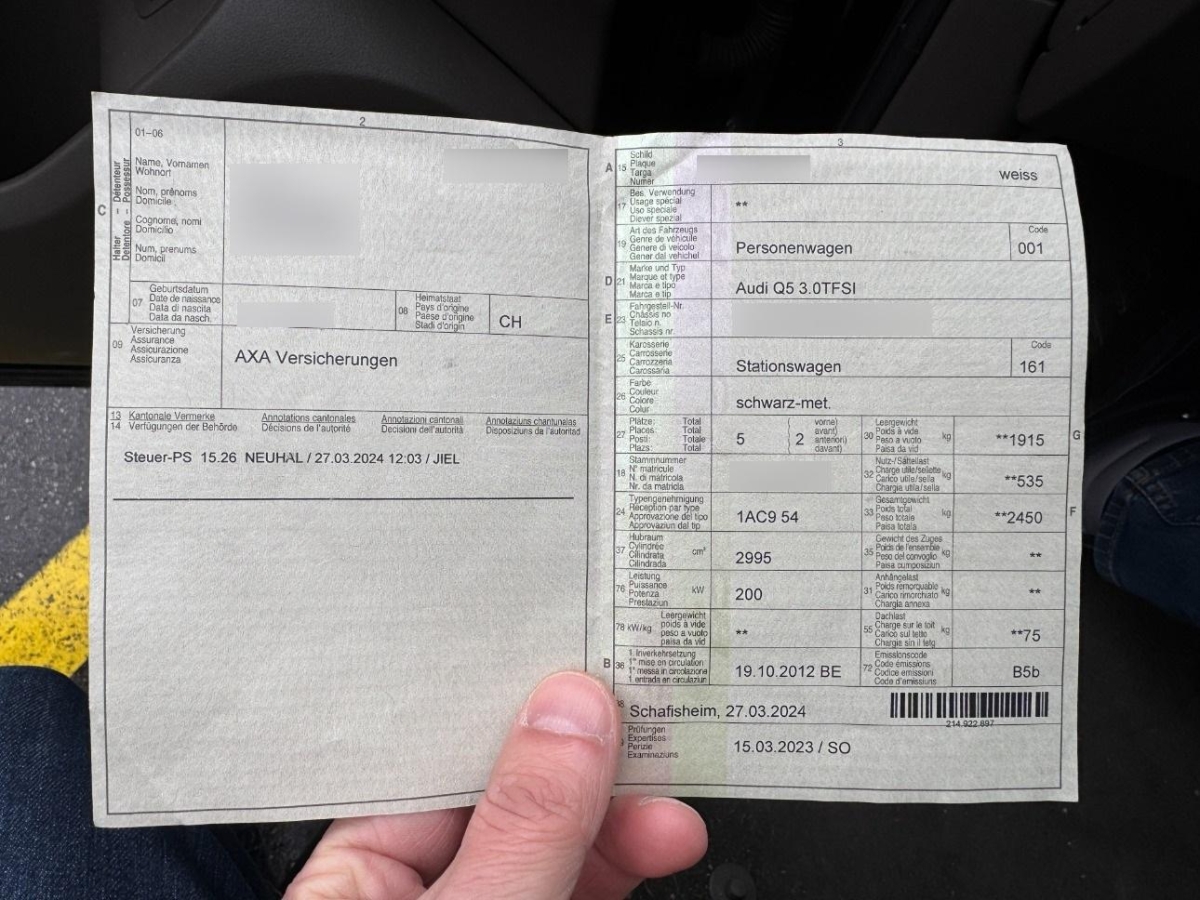 2
01-06
C
Halter Détenteur
Detentore Possessur
Name, Vornamen
Wohnort
Nom, prénoms
Domicile
Cognome, nomi
Domicilio
Num, prenums
Domicil
07
Geburtsdatum
Date de naissance
Data di nascita
Data da nasch.
08
Heimatstaat
Pays d'origine
Paese d'origine
Stadi d'origin
CH
09
Versicherung
Assurance
Assicurazione
Assicuranza
AXA Versicherungen
13 Kantonale Vermerke Annotations cantonales Annotazioni cantonali Annotaziuns chantunalas
14 Verfügungen der Behörde Décisions de l'autorité Decisioni dell'autorità Disposiziuns da l'autoritad
Steuer-PS 15.26 NEUHAL / 27.03.2024 12:03 / JIEL
3
A 15
Schild
Plaque
Targa
Numer
weiss
17
Bes. Verwendung
Usage spécial
Uso speciale
Diever spezial
**
19
Art des Fahrzeugs
Genre de véhicule
Genere di veicolo
Gener dal vehichel
Personenwagen
Code
001
D 21
Marke und Typ
Marque et type
Marca e tipo
Marca e tip
Audi Q5 3.0TFSI
E 23
Fahrgestell-Nr.
Châssis no
Telaio n.
Schassis nr.
25
Karosserie
Carrosserie
Carrozzeria
Carossaria
Stationswagen
Code
161
26
Farbe
Couleur
Colore
Colur
schwarz-met.
27
Plätze: Total
Places: Total
Posti: Totale
Plazs: Total
5
vorne)
avant)
anteriori)
davant)
2
30
Leergewicht
Poids à vide
Peso a vuoto
Paisa da vid
kg
**1915
G
18
Stammnummer
N° matricule
N. di matricola
Nr. da matricla
32
Nutz-/Sattellast
Charge utile/sellette
Carico utile/sella
Chargia utila/sella
kg
**535
24
Typengenehmigung
Réception par type
Approvazione del tipo
Approvaziun dal tip
1AC9 54
33
Gesamtgewicht
Poids total
Peso totale
Paisa totala
kg
**2450
F
37
Hubraum
Cylindrée
Cilindrata
Cilindrada
cm³
2995
35
Gewicht des Zuges
Poids de l'ensemble
Peso del convoglio
Paisa cumposiziun
kg
**
76
Leistung
Puissance
Potenza
Prestaziun
kW
200
31
Anhängelast
Poids remorquable
Carico rimorchiato
Chargia annexa
kg
**
78 kW/kg
Leergewicht
poids à vide
peso a vuoto
paisa da vid
**
55
Dachlast
Charge sur le toit
Carico sul tetto
Chargia sin il tetg
kg
**75
B 36
1. Inverkehrsetzung
1re mise en circulation
1a messa in circolazione
1. entrada en circulaziun
19.10.2012 BE
72
Emissionscode
Code émissions
Codice emissioni
Code d'emissiuns
B5b
Schafisheim, 27.03.2024
214.922.897
Prüfungen
Expertises
Perizie
Examinaziuns
15.03.2023 / SO